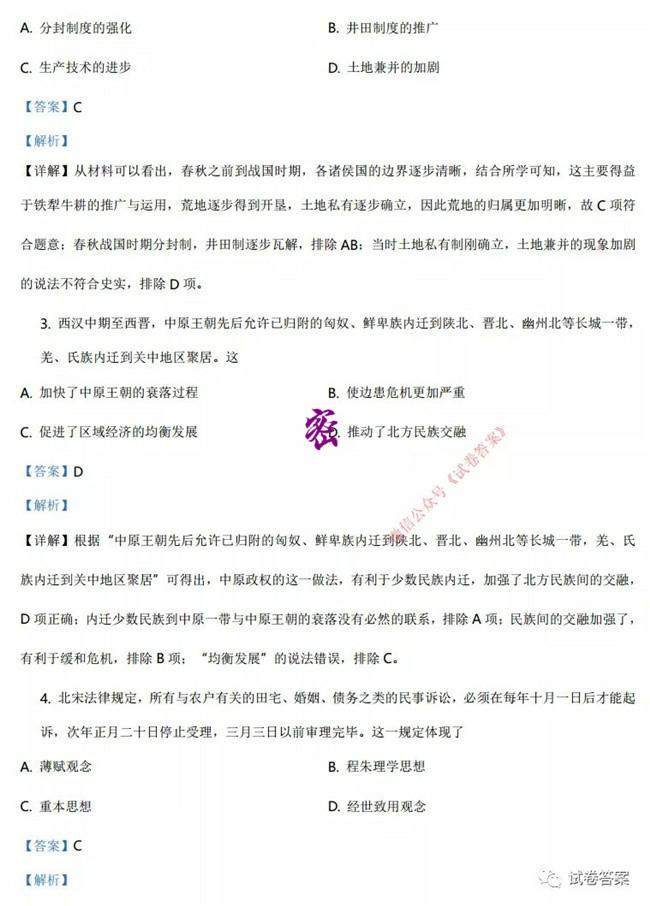 A. 分封制度的强化 B. 井田制度的推广
C. 生产技术的进步 D. 土地兼并的加剧
【答案】C
【解析】
【详解】从材料可以看出，春秋之前到战国时期，各诸侯国的边界逐步清晰，结合所学可知，这主要得益
于铁犁牛耕的推广与运用，荒地逐步得到开垦，土地私有逐步确立，因此荒地的归属更加明晰，故 C 项符
合题意；春秋战国时期分封制，井田制逐步瓦解，排除 AB；当时土地私有制刚确立，土地兼并的现象加剧
的说法不符合史实，排除 D 项。
3. 西汉中期至西晋，中原王朝先后允许已归附的匈奴、鲜卑族内迁到陕北、晋北、幽州北等长城一带，
羌、氐族内迁到关中地区聚居。这
A. 加快了中原王朝的衰落过程 B. 使边患危机更加严重
C. 促进了区域经济的均衡发展 D. 推动了北方民族交融
密
微信公众号《试卷答案》
【答案】D
【解析】
【详解】根据“中原王朝先后允许已归附的匈奴、鲜卑族内迁到陕北、晋北、幽州北等长城一带，羌、氐
族内迁到关中地区聚居”可得出，中原政权的这一做法，有利于少数民族内迁，加强了北方民族间的交融，
D 项正确；内迁少数民族到中原一带与中原王朝的衰落没有必然的联系，排除 A 项；民族间的交融加强了，
有利于缓和危机，排除 B 项；“均衡发展”的说法错误，排除 C。
4. 北宋法律规定，所有与农户有关的田宅、婚姻、债务之类的民事诉讼，必须在每年十月一日后才能起
诉，次年正月二十日停止受理，三月三日以前审理完毕。这一规定体现了
A. 薄赋观念 B. 程朱理学思想
C. 重本思想 D. 经世致用观念
【答案】C
【解析】
试卷答案